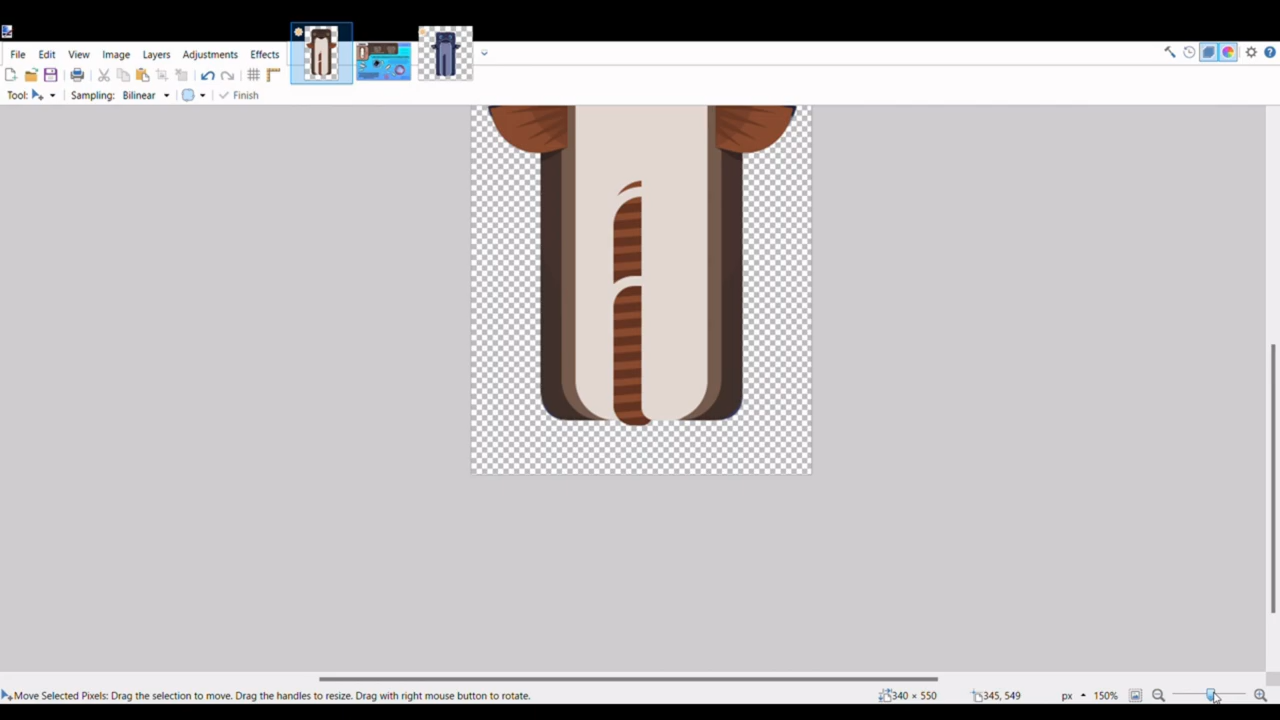 File Edit View Image Layers Adjustments Effects
Tool: Sampling: Bilinear Finish
Move Selected Pixels: Drag the selection to move. Drag the handles to resize. Drag with right mouse button to rotate. 340 × 550 345, 549 px 150%